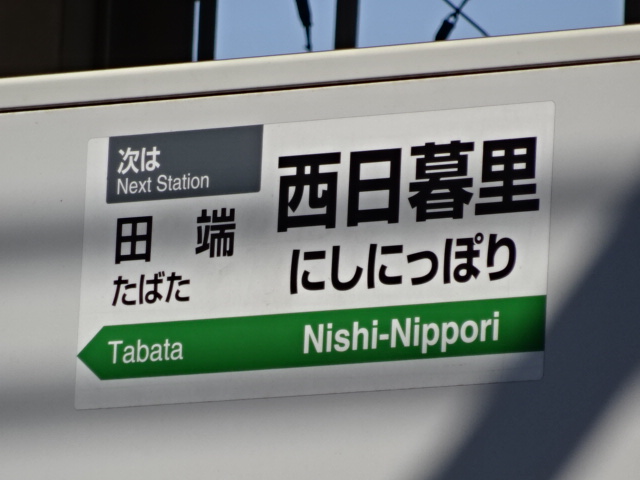 次は
Next Station
田端
たばた
Tabata
西日暮里
にしにっぽり
Nishi-Nippori